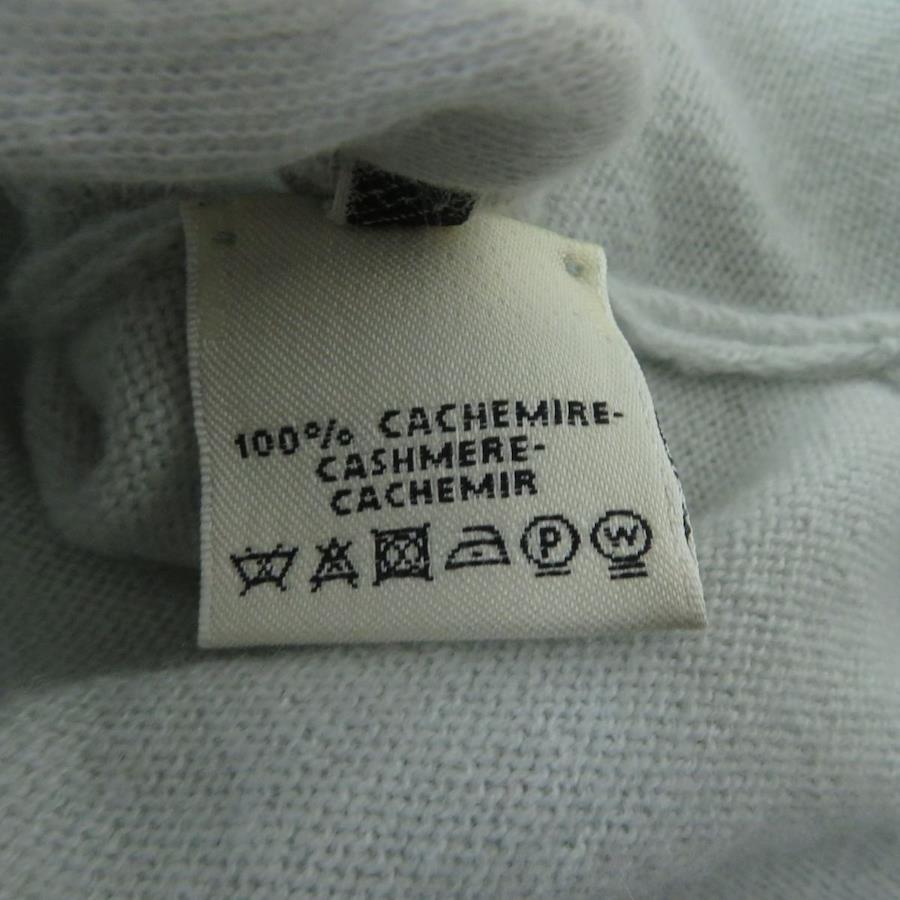 100% CACHEMIRE-
CASHMERE-
CACHEMIR
P W